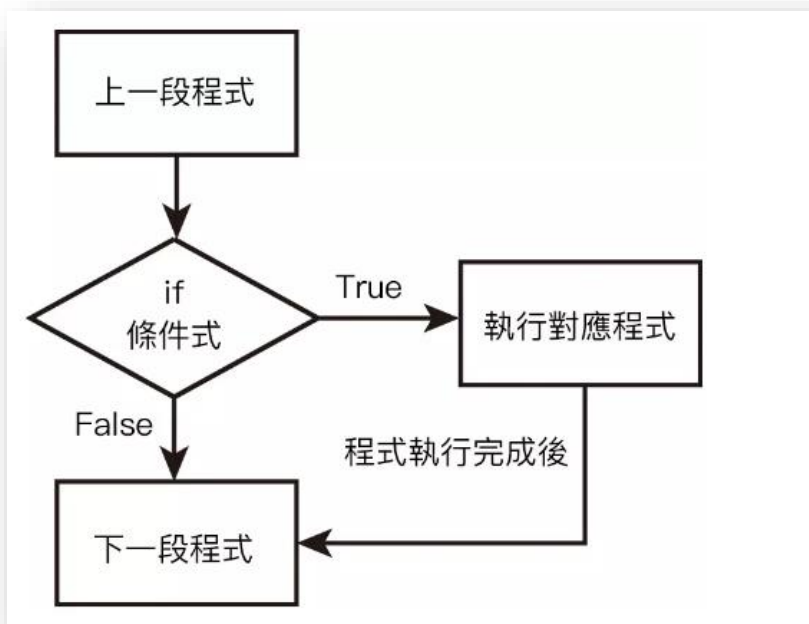 上一段程式
if
條件式
True
執行對應程式
False
程式執行完成後
下一段程式